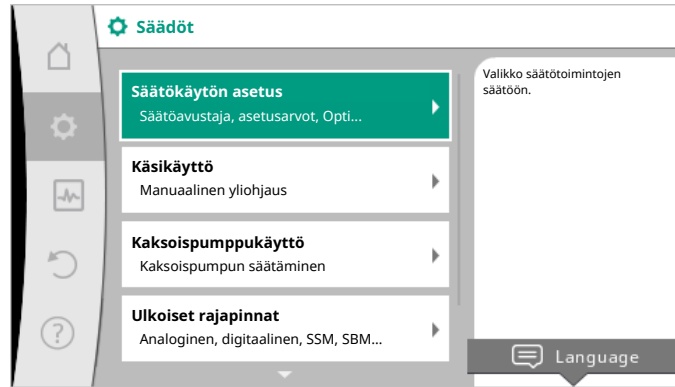 Säädöt
Säätökäytön asetus
Säätöavustaja, asetusarvot, Opti...
Käsikäyttö
Manuaalinen yliohjaus
Kaksoispumppukäyttö
Kaksoispumpun säätäminen
Ulkoiset rajapinnat
Analoginen, digitaalinen, SSM, SBM...
Valikko säätötoimintojen
säätöön.
?
Language